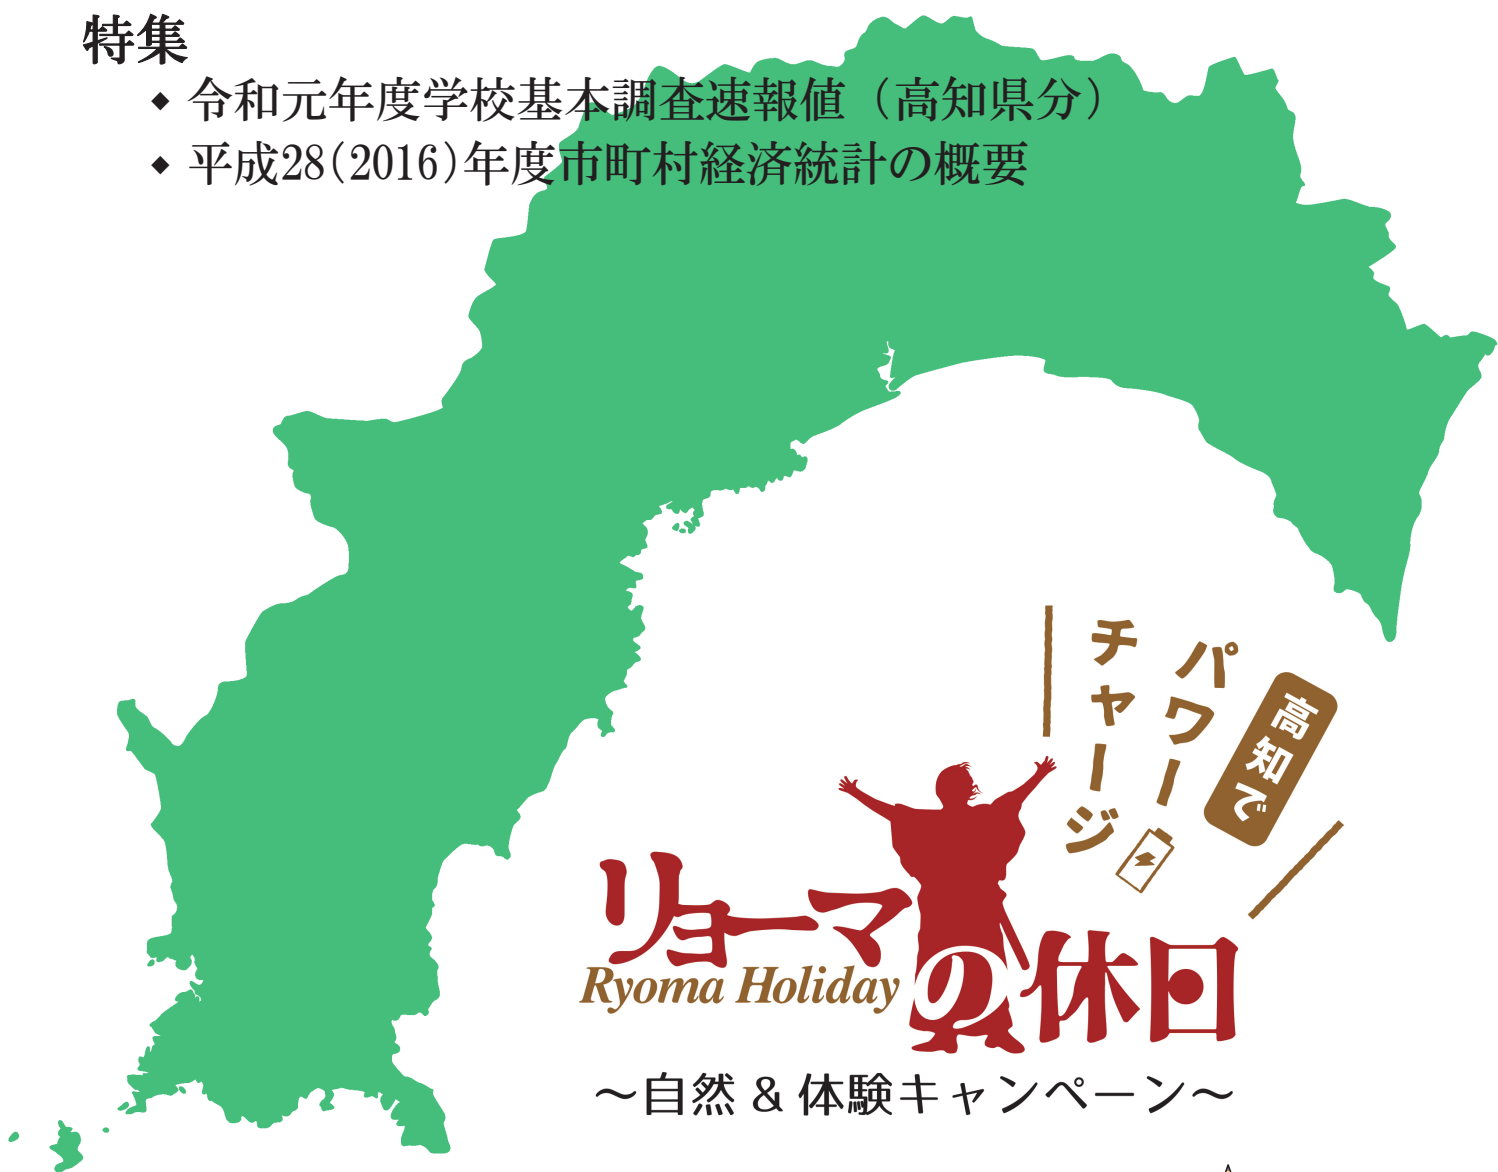 特集
◆ 令和元年度学校基本調査速報値（高知県分）
◆ 平成28(2016)年度市町村経済統計の概要
高知で
パワー
チャージ
リョーマの休日
Ryoma Holiday
～自然 & 体験キャンペーン～